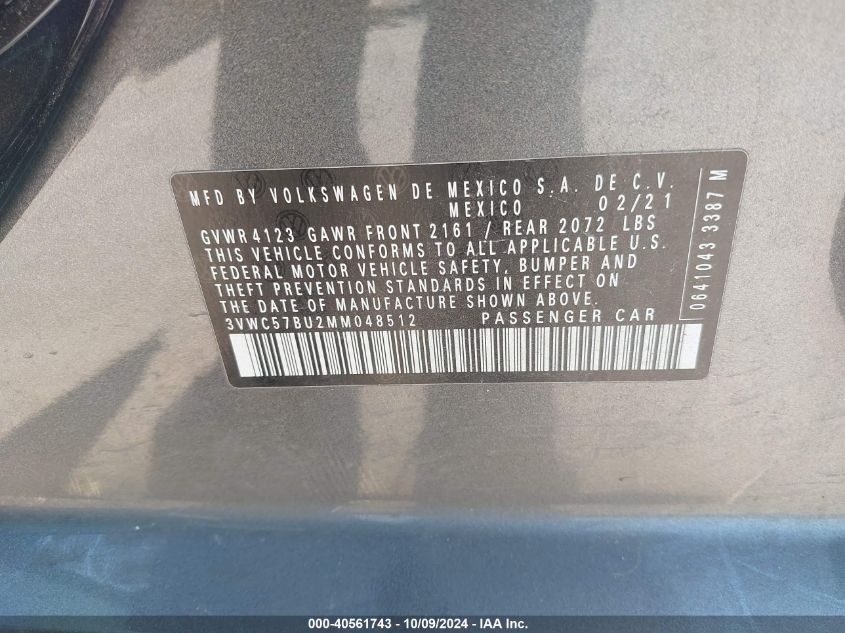 MFD BY VOLKSWAGEN DE MEXICO S.A. DE C.V.
MEXICO 02/21
GVWR 4123 GAWR FRONT 2161 / REAR 2072 LBS
THIS VEHICLE CONFORMS TO ALL APPLICABLE U.S.
FEDERAL MOTOR VEHICLE SAFETY, BUMPER AND
THEFT PREVENTION STANDARDS IN EFFECT ON
THE DATE OF MANUFACTURE SHOWN ABOVE.
3VWC57BU2MM048512 PASSENGER CAR
0641043 3387 M
000-40561743 - 10/09/2024 - IAA Inc.